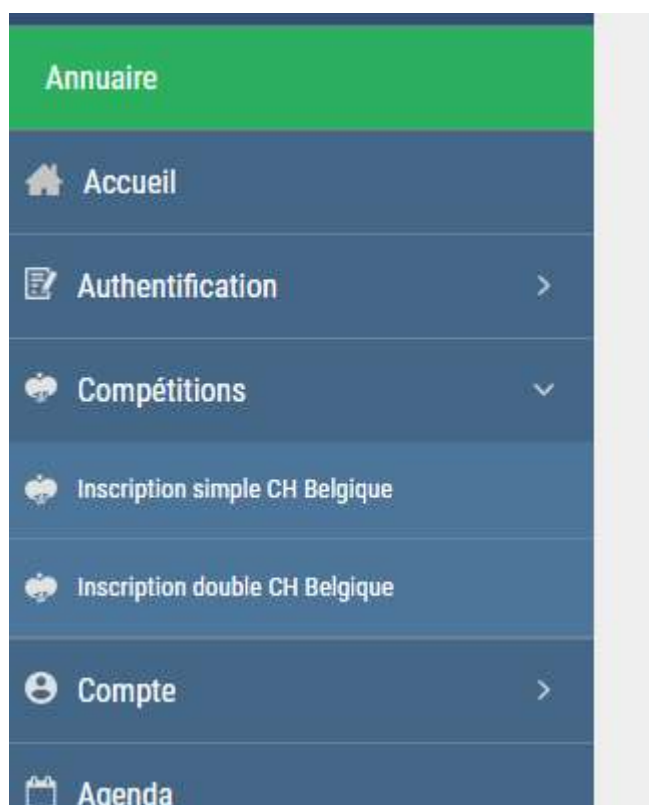 Annuaire
Accueil
Authentification
Compétitions
Inscription simple CH Belgique
Inscription double CH Belgique
Compte
Agenda